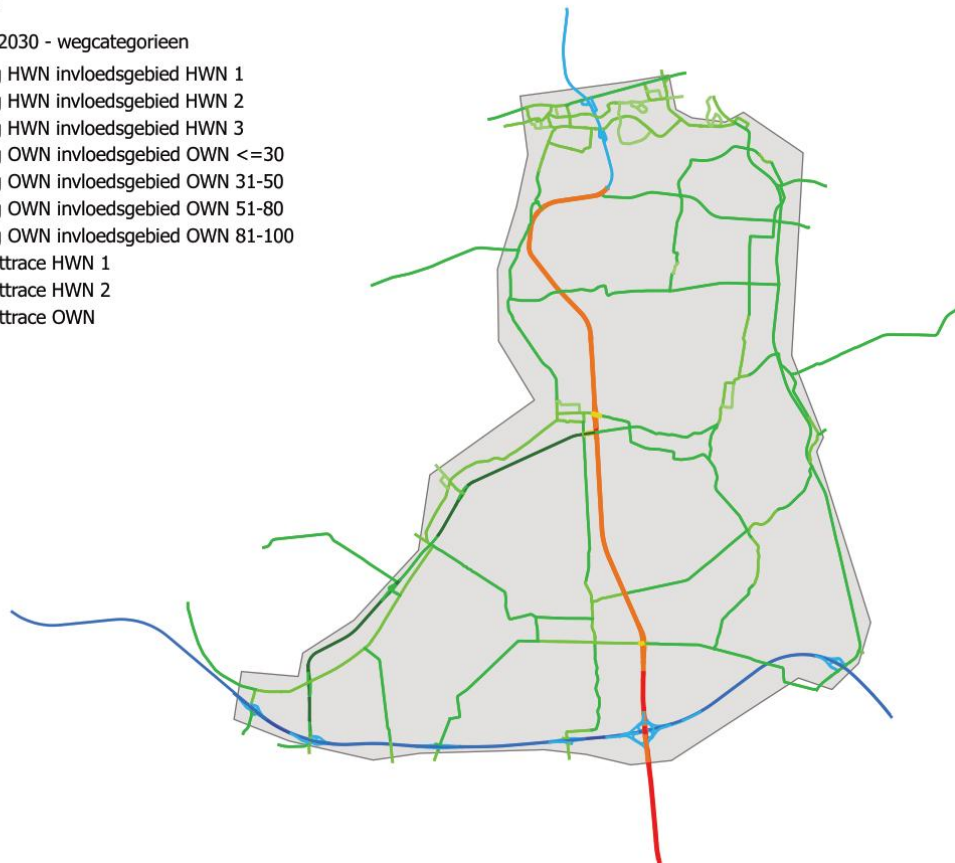 2030 - wegcategorieen
g HWN invloedsgebied HWN 1
g HWN invloedsgebied HWN 2
g HWN invloedsgebied HWN 3
g OWN invloedsgebied OWN <=30
g OWN invloedsgebied OWN 31-50
g OWN invloedsgebied OWN 51-80
g OWN invloedsgebied OWN 81-100
ttrace HWN 1
ttrace HWN 2
ttrace OWN